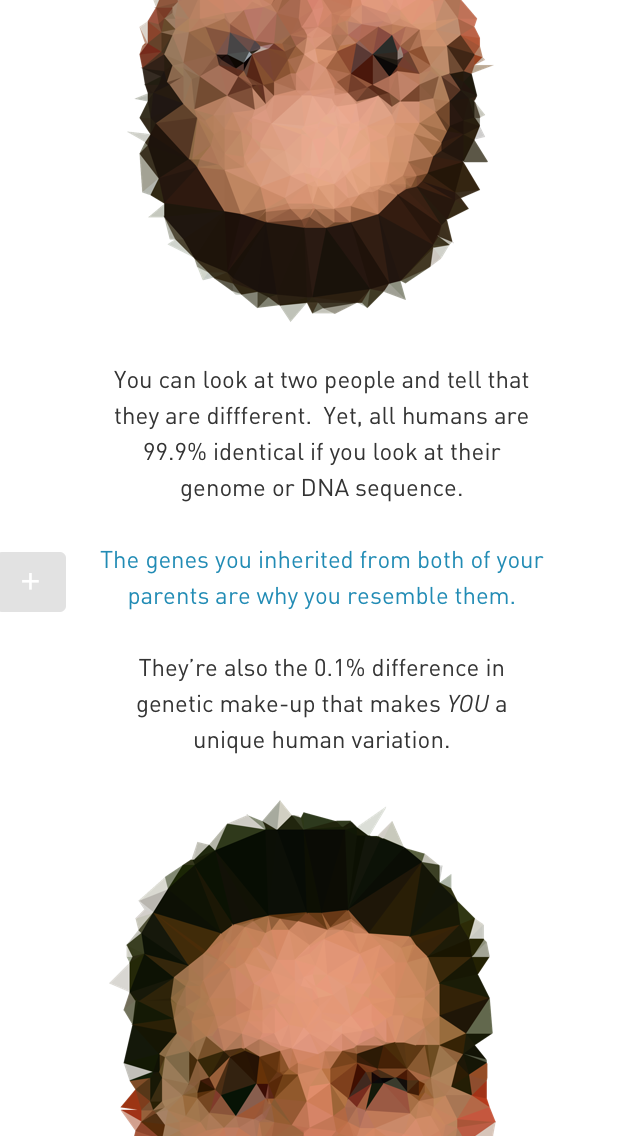 You can look at two people and tell that
they are diffferent.  Yet, all humans are
99.9% identical if you look at their
genome or DNA sequence.
+
The genes you inherited from both of your
parents are why you resemble them.
They’re also the 0.1% difference in
genetic make-up that makes YOU a
unique human variation.